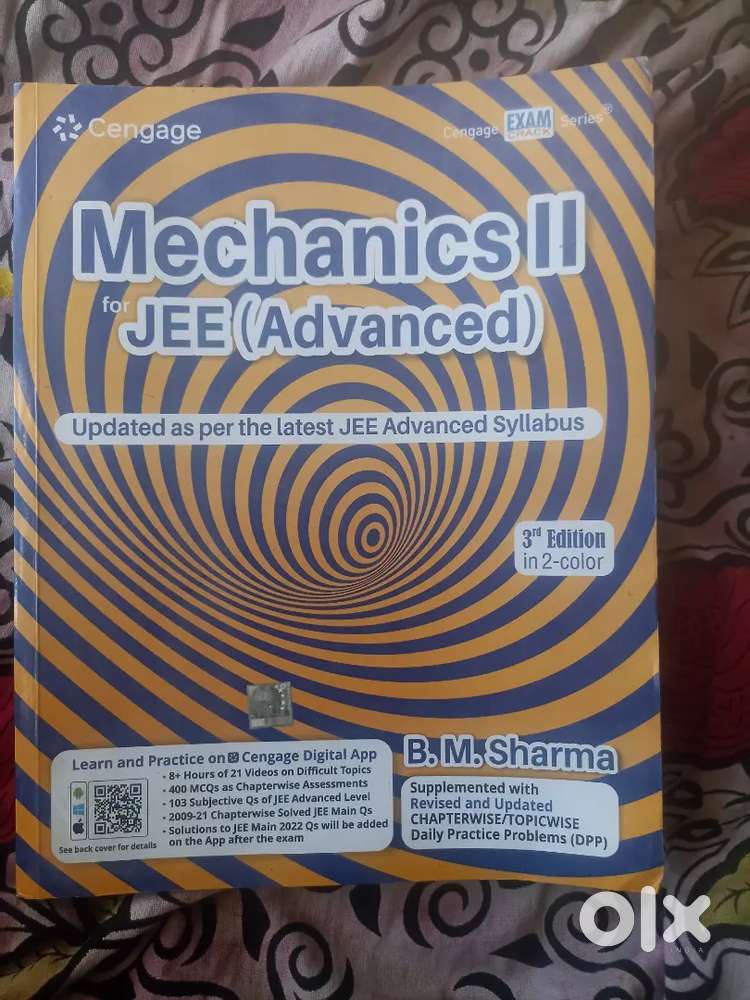 Cengage
Cengage EXAM CRACK Series®
Mechanics II
for JEE (Advanced)
Updated as per the latest JEE Advanced Syllabus
3rd Edition
in 2-color
Learn and Practice on Cengage Digital App
• 8+ Hours of 21 Videos on Difficult Topics
• 400 MCQs as Chapterwise Assessments
• 103 Subjective Qs of JEE Advanced Level
• 2009-21 Chapterwise Solved JEE Main Qs
• Solutions to JEE Main 2022 Qs will be added
on the App after the exam
See back cover for details
B. M. Sharma
Supplemented with
Revised and Updated
CHAPTERWISE/TOPICWISE
Daily Practice Problems (DPP)
olx
INDIA